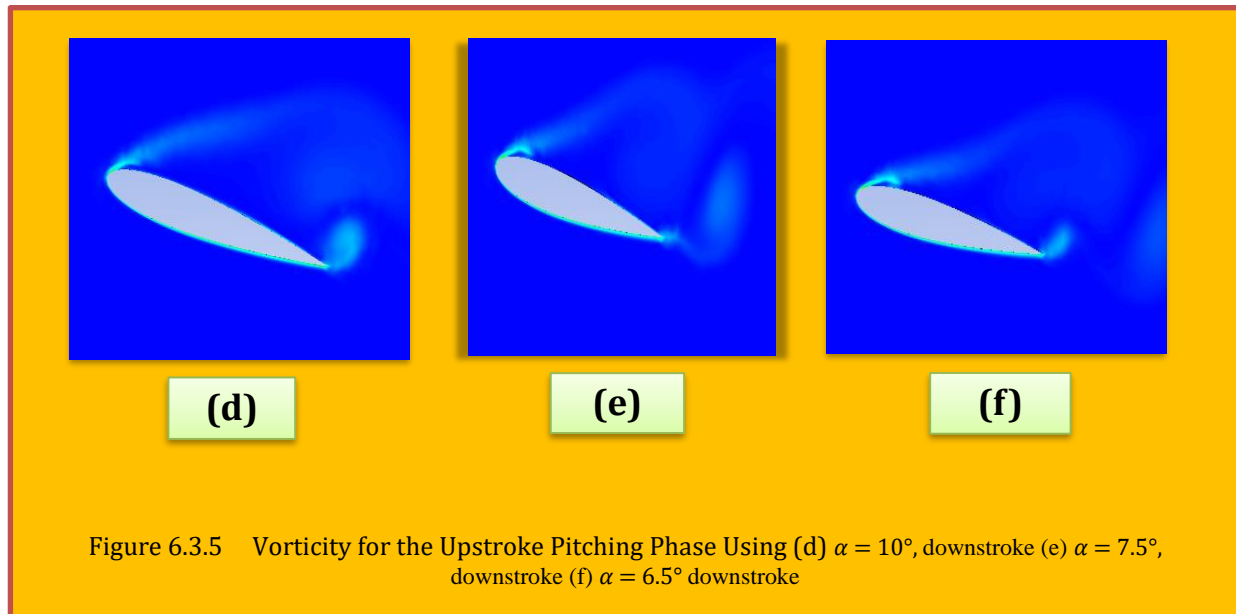 (d)
(e)
(f)
Figure 6.3.5 Vorticity for the Upstroke Pitching Phase Using (d) 𝛼 = 10°, downstroke (e) 𝛼 = 7.5°,
downstroke (f) 𝛼 = 6.5° downstroke